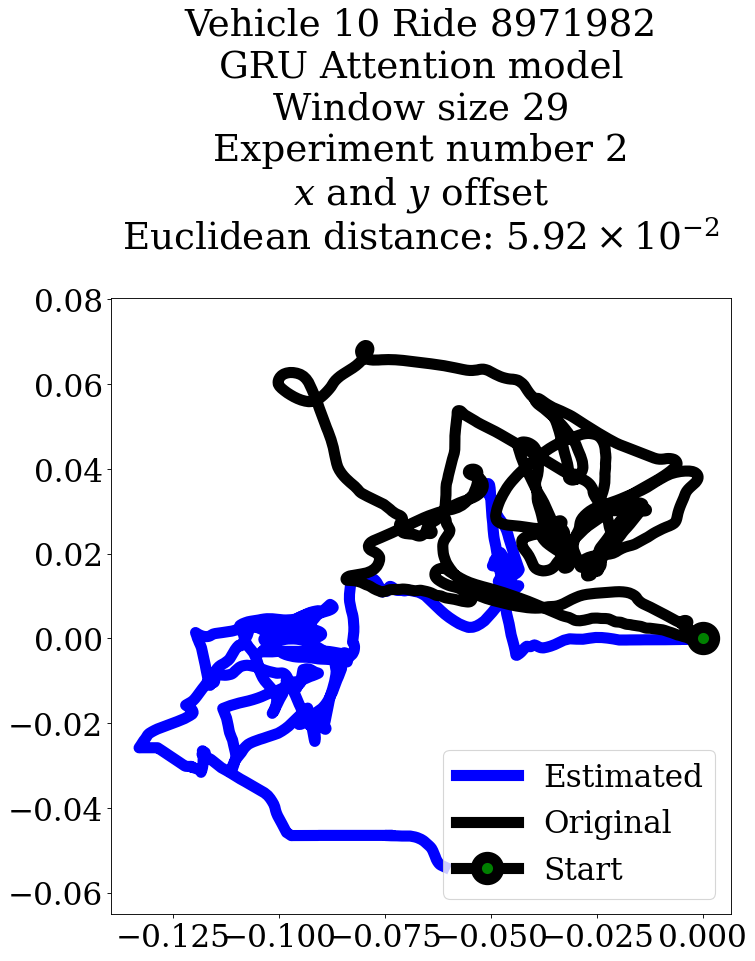 Vehicle 10 Ride 8971982
GRU Attention model
Window size 29
Experiment number 2
x and y offset
Euclidean distance: 5.92 × 10⁻²
0.08
0.06
0.04
0.02
0.00
−0.02
−0.04
−0.06
Estimated
Original
Start
−0.125 −0.100 −0.075 −0.050 −0.025 0.000